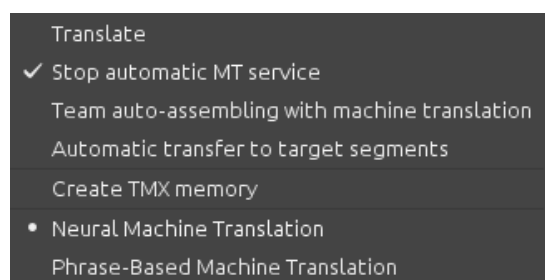 Translate
✓ Stop automatic MT service
Team auto-assembling with machine translation
Automatic transfer to target segments
Create TMX memory
• Neural Machine Translation
Phrase-Based Machine Translation